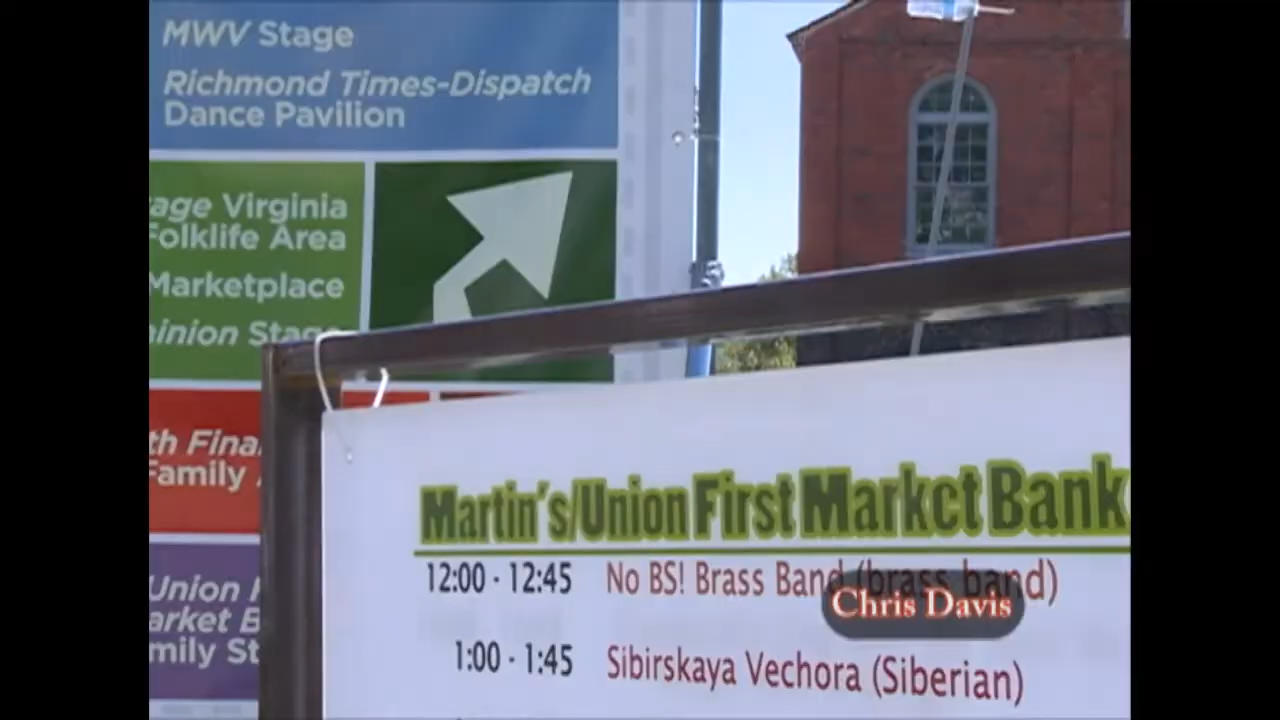 MWV Stage
Richmond Times-Dispatch
Dance Pavilion
age Virginia
Folklife Area
Marketplace
inion Stage
th Fina
Family
Union
arket B
mily St
Martin's/Union First Market Bank
12:00 - 12:45 No BS! Brass Band (brass band)
Chris Davis
1:00 - 1:45 Sibirskaya Vechora (Siberian)